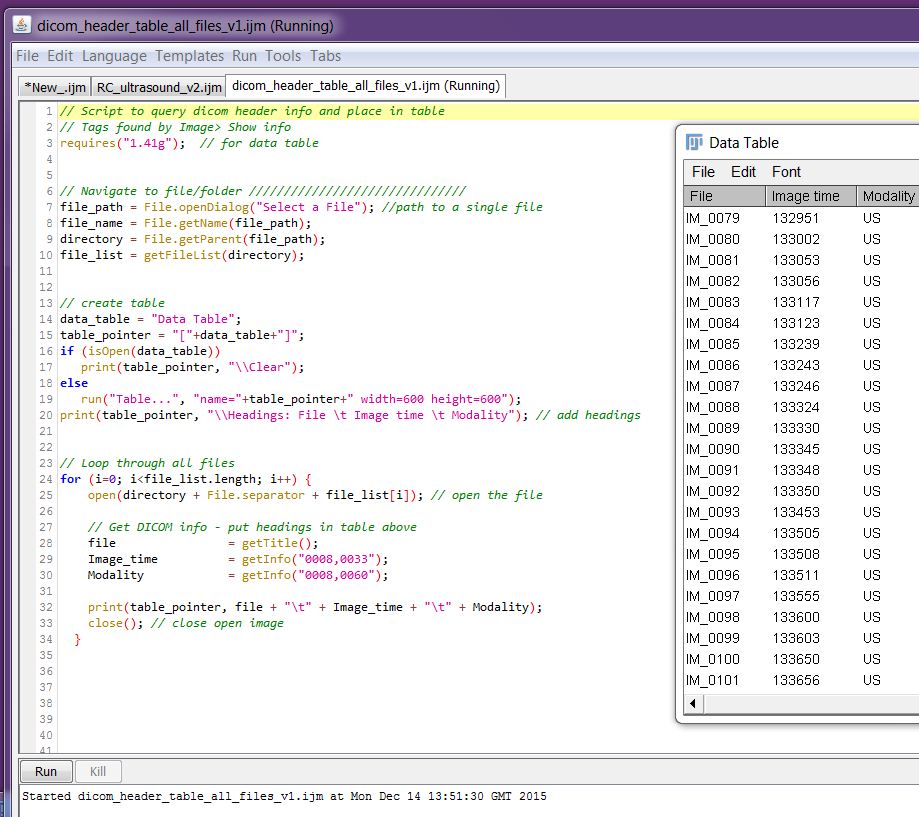 dicom_header_table_all_files_v1.ijm (Running)
File Edit Language Templates Run Tools Tabs
*New_.ijm RC_ultrasound_v2.ijm dicom_header_table_all_files_v1.ijm (Running)
1 // Script to query dicom header info and place in table
2 // Tags found by Image> Show info
3 requires("1.41g");  // for data table
4
5
6 // Navigate to file/folder ///////////////////////////////
7 file_path = File.openDialog("Select a File"); //path to a single file
8 file_name = File.getName(file_path);
9 directory = File.getParent(file_path);
10 file_list = getFileList(directory);
11
12
13 // create table
14 data_table = "Data Table";
15 table_pointer = "["+data_table+"]";
16 if (isOpen(data_table))
17    print(table_pointer, "\\Clear");
18 else
19    run("Table...", "name="+table_pointer+" width=600 height=600");
20 print(table_pointer, "\\Headings: File \t Image time \t Modality"); // add headings
21
22
23 // Loop through all files
24 for (i=0; i<file_list.length; i++) {
25     open(directory + File.separator + file_list[i]); // open the file
26
27     // Get DICOM info - put headings in table above
28     file                = getTitle();
29     Image_time          = getInfo("0008,0033");
30     Modality            = getInfo("0008,0060");
31
32     print(table_pointer, file + "\t" + Image_time + "\t" + Modality);
33     close(); // close open image
34   }
35
36
37
38
39
40
41
Data Table
File Edit Font
File Image time Modality
IM_0079 132951 US
IM_0080 133002 US
IM_0081 133053 US
IM_0082 133056 US
IM_0083 133117 US
IM_0084 133123 US
IM_0085 133239 US
IM_0086 133243 US
IM_0087 133246 US
IM_0088 133324 US
IM_0089 133330 US
IM_0090 133345 US
IM_0091 133348 US
IM_0092 133350 US
IM_0093 133453 US
IM_0094 133505 US
IM_0095 133508 US
IM_0096 133511 US
IM_0097 133555 US
IM_0098 133600 US
IM_0099 133603 US
IM_0100 133650 US
IM_0101 133656 US
Run Kill
Started dicom_header_table_all_files_v1.ijm at Mon Dec 14 13:51:30 GMT 2015